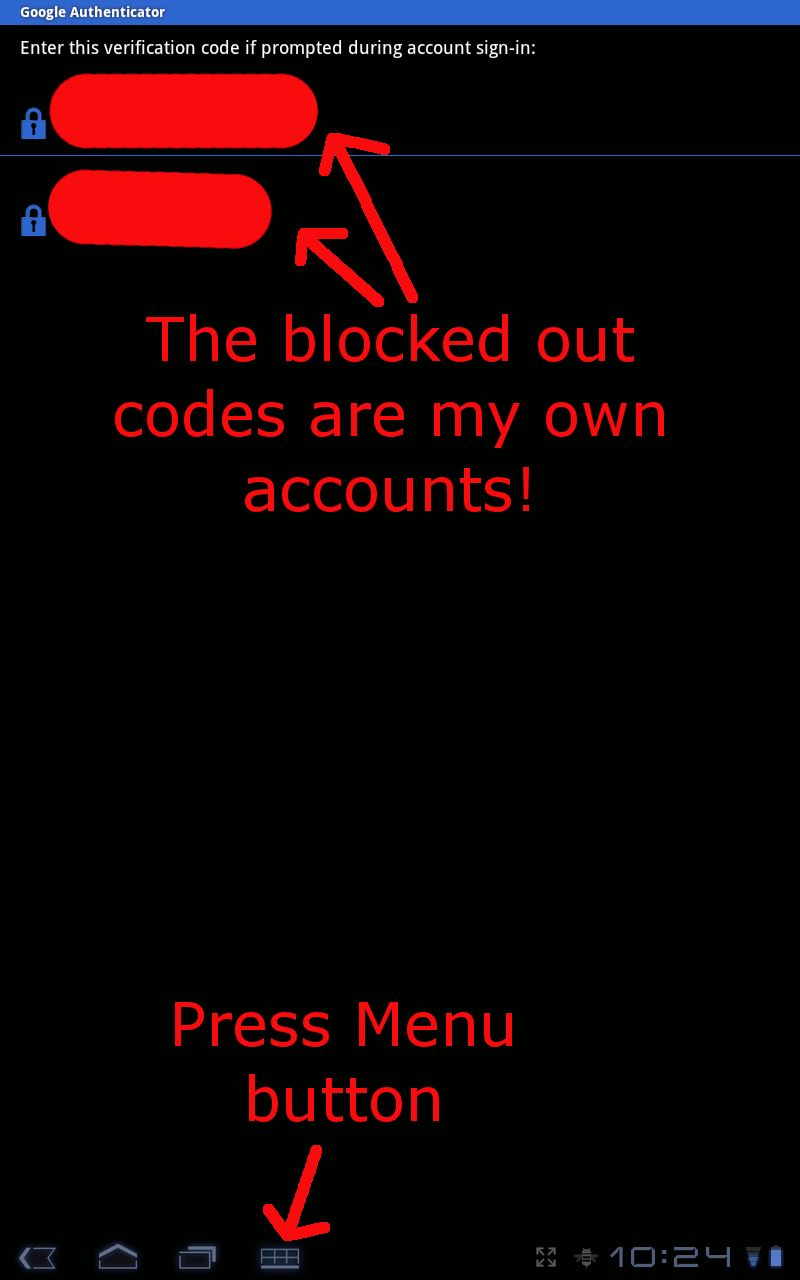 Google Authenticator
Enter this verification code if prompted during account sign-in:
The blocked out
codes are my own
accounts!
Press Menu
button
10:24